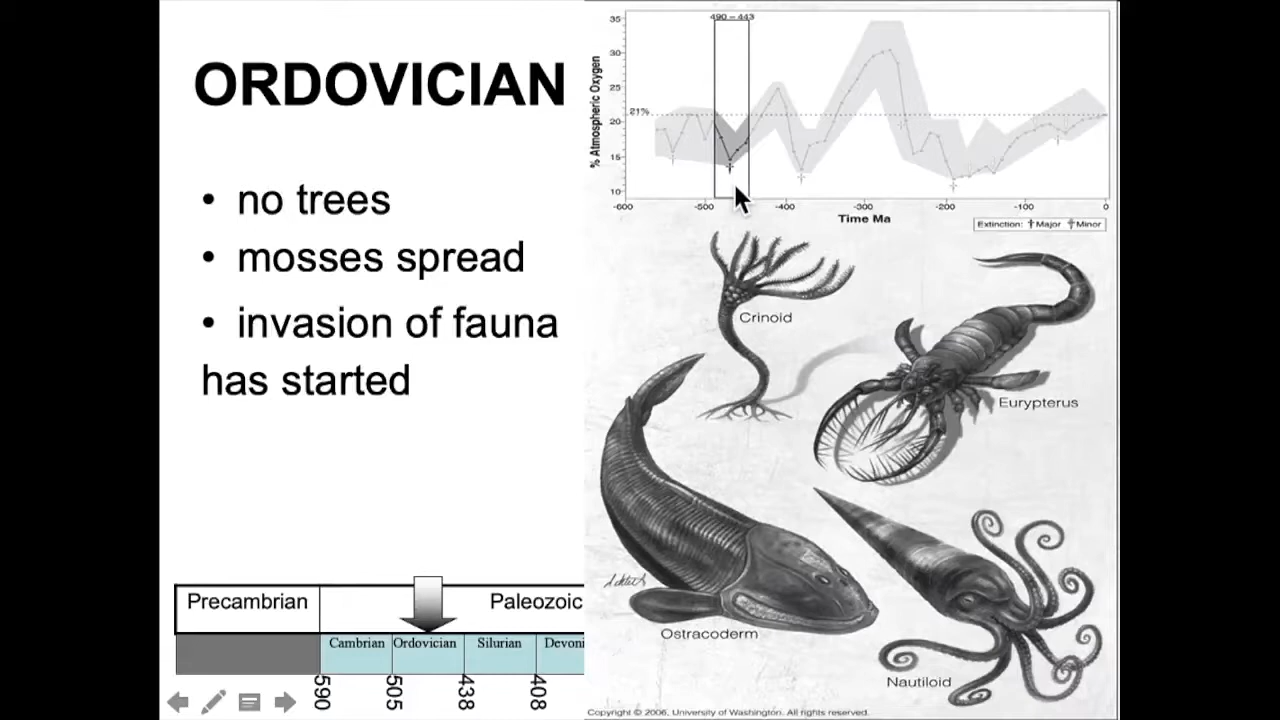 ORDOVICIAN
• no trees
• mosses spread
• invasion of fauna
has started
490 – 443
% Atmospheric Oxygen
35
30
25
21%
20
15
10
-600 -500 -400 -300 -200 -100 0
Time Ma
Extinction: Major Minor
Crinoid
Eurypterus
Ostracoderm
Nautiloid
Precambrian Paleozoic
Cambrian Ordovician Silurian Devoni
590 505 438 408
Copyright © 2006, University of Washington. All rights reserved.